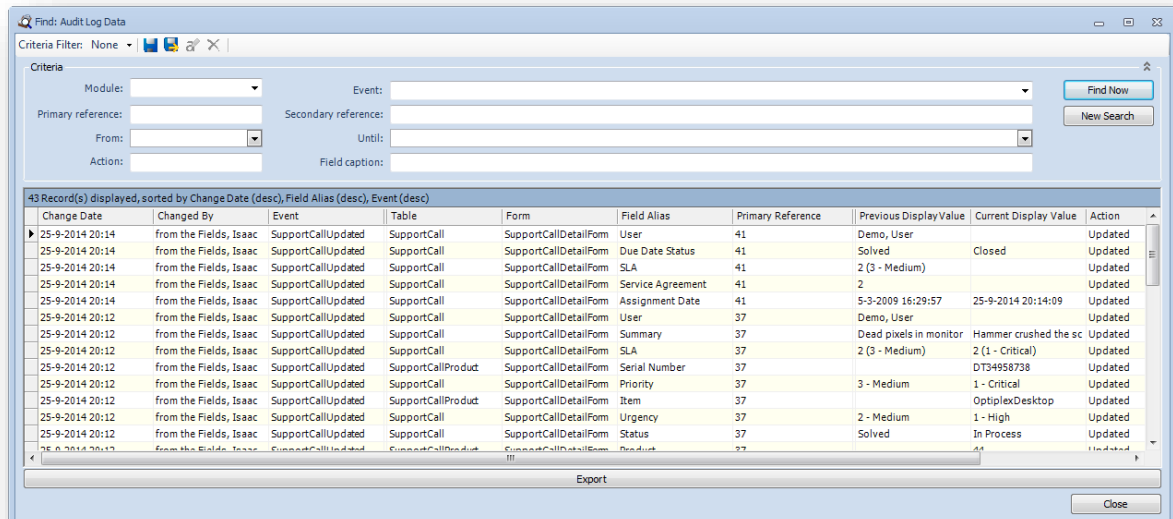 Find: Audit Log Data
Criteria Filter: None
Criteria
Module: Event: Find Now
Primary reference: Secondary reference: New Search
From: Until:
Action: Field caption:
43 Record(s) displayed, sorted by Change Date (desc), Field Alias (desc), Event (desc)
Change Date Changed By Event Table Form Field Alias Primary Reference Previous Display Value Current Display Value Action
25-9-2014 20:14 from the Fields, Isaac SupportCallUpdated SupportCall SupportCallDetailForm User 41 Demo, User Updated
25-9-2014 20:14 from the Fields, Isaac SupportCallUpdated SupportCall SupportCallDetailForm Due Date Status 41 Solved Closed Updated
25-9-2014 20:14 from the Fields, Isaac SupportCallUpdated SupportCall SupportCallDetailForm SLA 41 2 (3 - Medium) Updated
25-9-2014 20:14 from the Fields, Isaac SupportCallUpdated SupportCall SupportCallDetailForm Service Agreement 41 2 Updated
25-9-2014 20:14 from the Fields, Isaac SupportCallUpdated SupportCall SupportCallDetailForm Assignment Date 41 5-3-2009 16:29:57 25-9-2014 20:14:09 Updated
25-9-2014 20:12 from the Fields, Isaac SupportCallUpdated SupportCall SupportCallDetailForm User 37 Demo, User Updated
25-9-2014 20:12 from the Fields, Isaac SupportCallUpdated SupportCall SupportCallDetailForm Summary 37 Dead pixels in monitor Hammer crushed the sc Updated
25-9-2014 20:12 from the Fields, Isaac SupportCallUpdated SupportCall SupportCallDetailForm SLA 37 2 (3 - Medium) 2 (1 - Critical) Updated
25-9-2014 20:12 from the Fields, Isaac SupportCallUpdated SupportCallProduct SupportCallDetailForm Serial Number 37 DT34958738 Updated
25-9-2014 20:12 from the Fields, Isaac SupportCallUpdated SupportCall SupportCallDetailForm Priority 37 3 - Medium 1 - Critical Updated
25-9-2014 20:12 from the Fields, Isaac SupportCallUpdated SupportCallProduct SupportCallDetailForm Item 37 OptiplexDesktop Updated
25-9-2014 20:12 from the Fields, Isaac SupportCallUpdated SupportCall SupportCallDetailForm Urgency 37 2 - Medium 1 - High Updated
25-9-2014 20:12 from the Fields, Isaac SupportCallUpdated SupportCall SupportCallDetailForm Status 37 Solved In Process Updated
25-9-2014 20:12 from the Fields, Isaac SupportCallUpdated SupportCallProduct SupportCallDetailForm Product 37 44 Updated
Export
Close